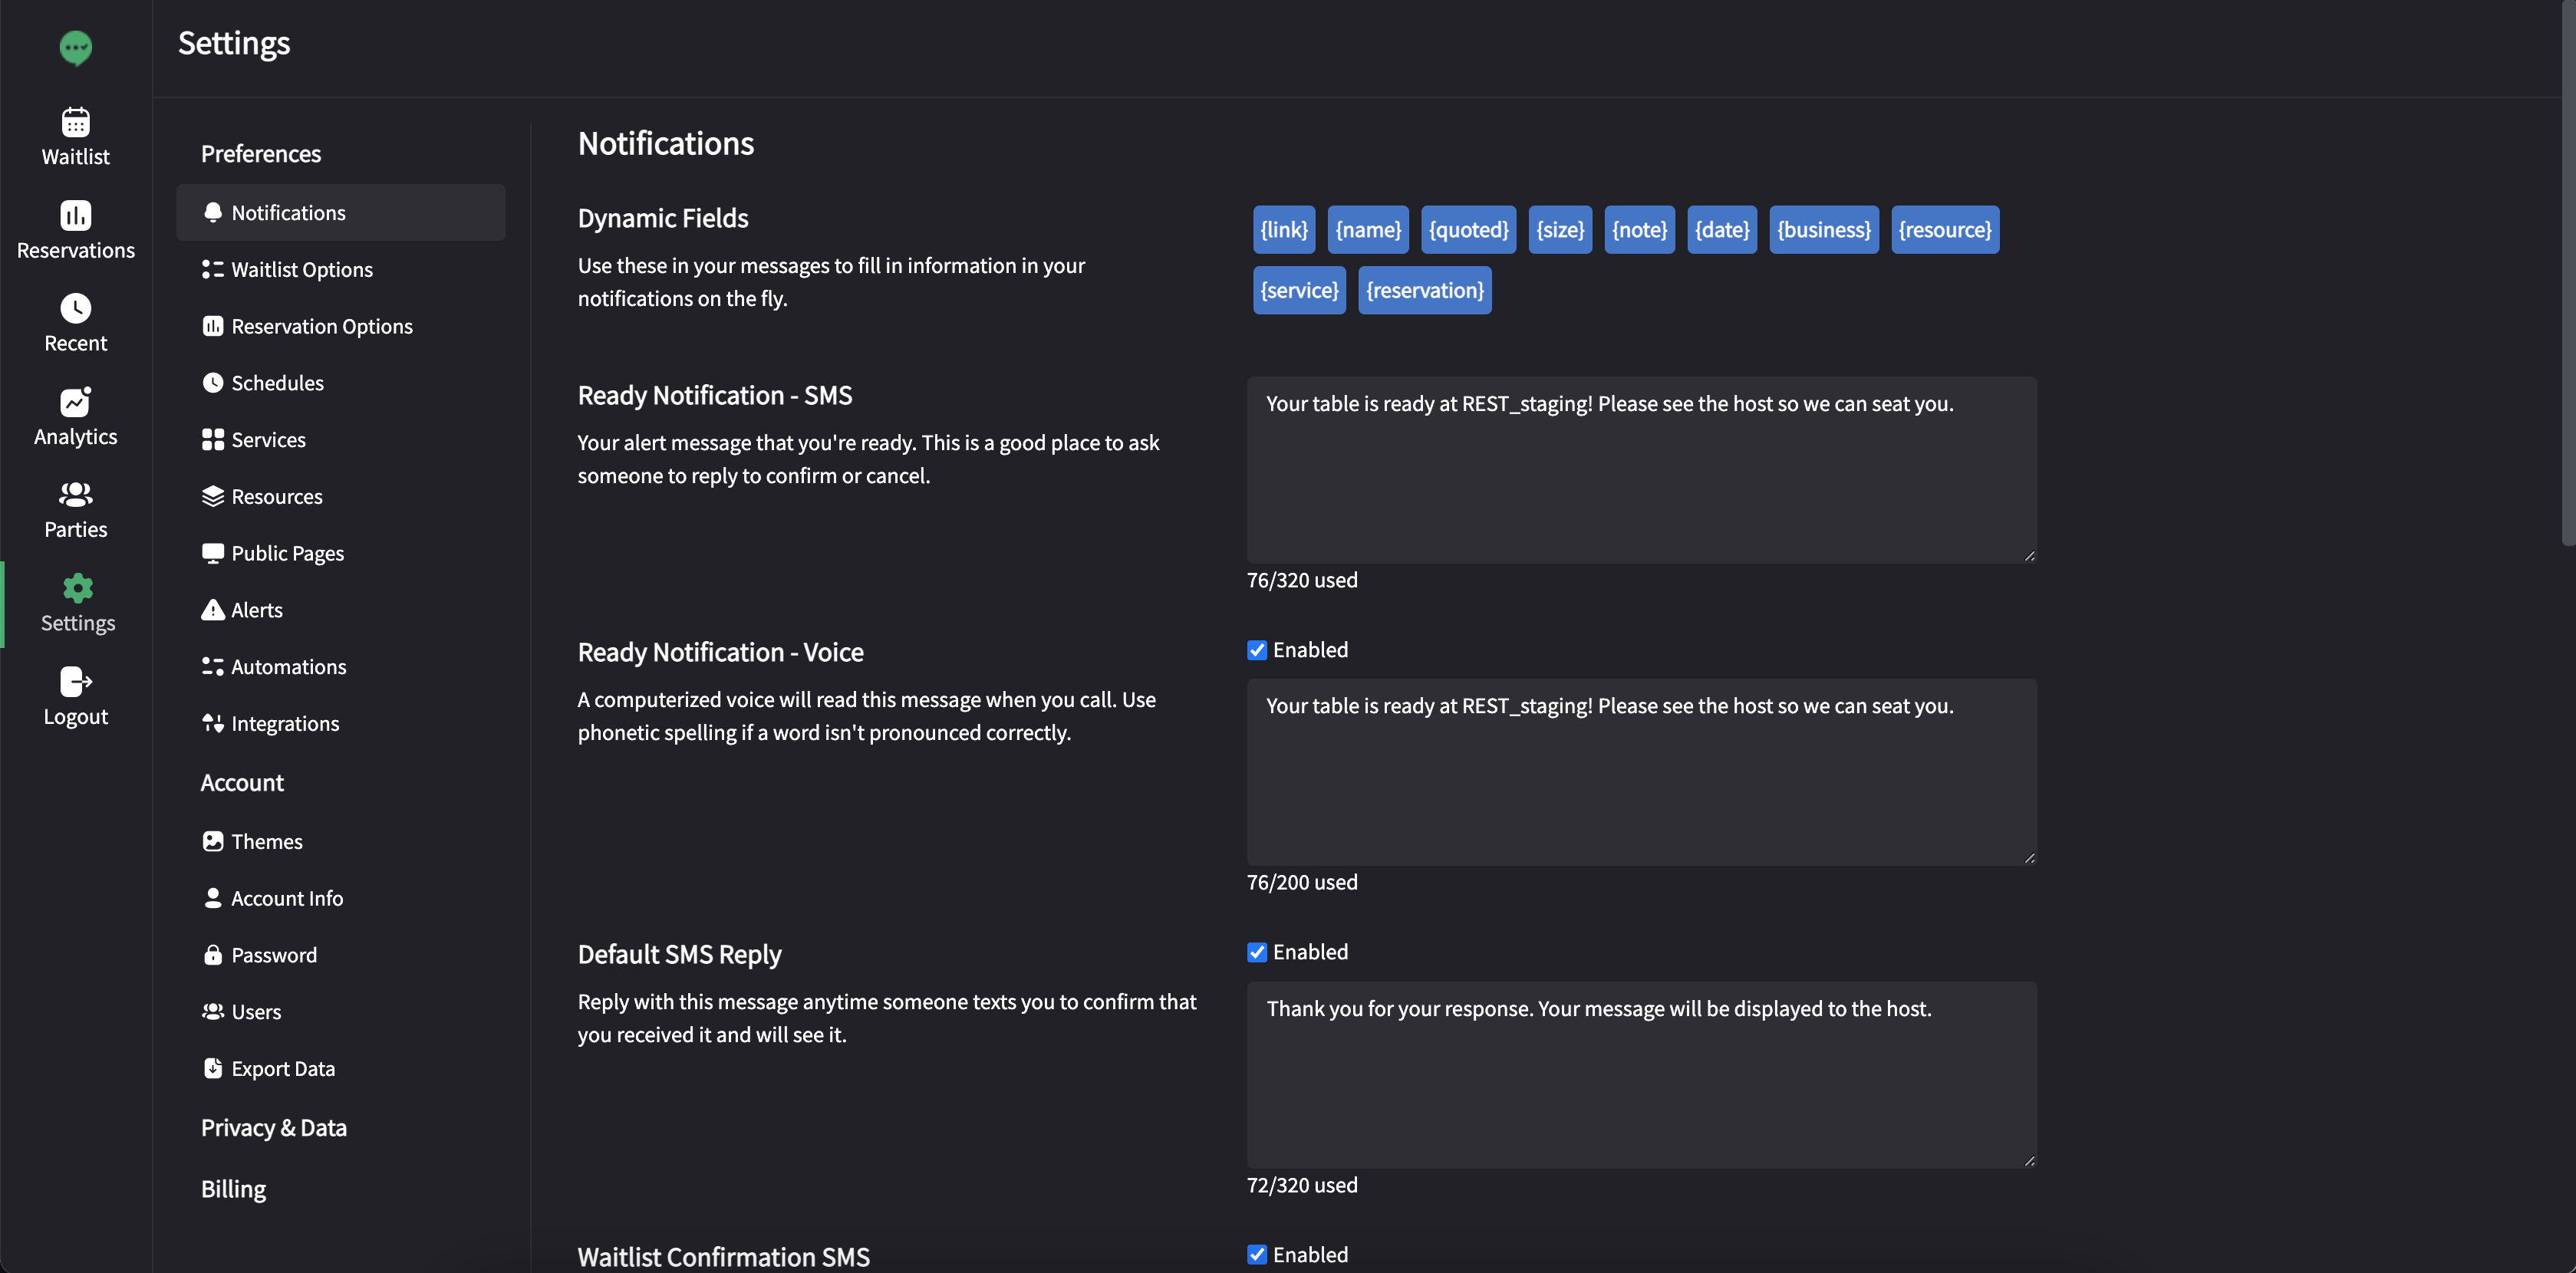 Settings
Waitlist
Reservations
Recent
Analytics
Parties
Settings
Logout
Preferences
Notifications
Waitlist Options
Reservation Options
Schedules
Services
Resources
Public Pages
Alerts
Automations
Integrations
Account
Themes
Account Info
Password
Users
Export Data
Privacy & Data
Billing
Notifications
Dynamic Fields
Use these in your messages to fill in information in your
notifications on the fly.
{link} {name} {quoted} {size} {note} {date} {business} {resource}
{service} {reservation}
Ready Notification - SMS
Your alert message that you're ready. This is a good place to ask
someone to reply to confirm or cancel.
Your table is ready at REST_staging! Please see the host so we can seat you.
76/320 used
Ready Notification - Voice
A computerized voice will read this message when you call. Use
phonetic spelling if a word isn't pronounced correctly.
Enabled
Your table is ready at REST_staging! Please see the host so we can seat you.
76/200 used
Default SMS Reply
Reply with this message anytime someone texts you to confirm that
you received it and will see it.
Enabled
Thank you for your response. Your message will be displayed to the host.
72/320 used
Waitlist Confirmation SMS
Enabled